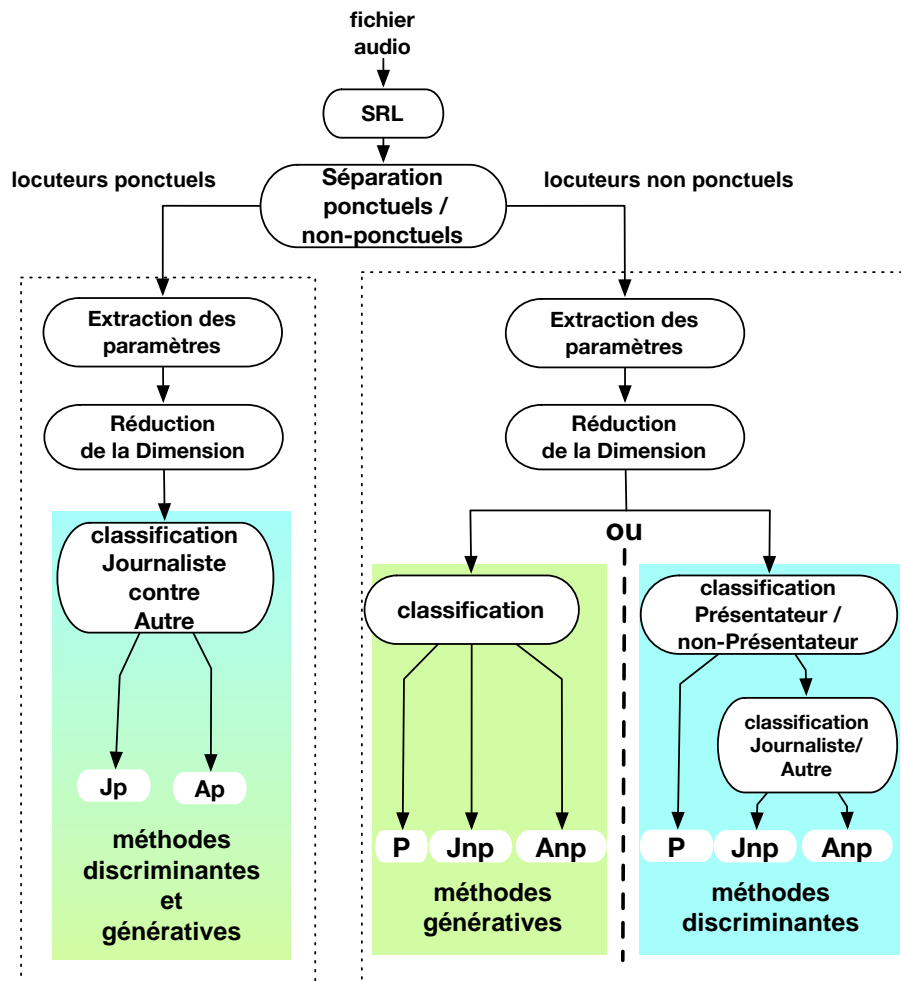 fichier
audio
SRL
locuteurs ponctuels
Séparation
ponctuels /
non-ponctuels
locuteurs non ponctuels
Extraction des
paramètres
Réduction
de la Dimension
classification
Journaliste
contre
Autre
Jp
Ap
méthodes
discriminantes
et
génératives
Extraction des
paramètres
Réduction
de la Dimension
ou
classification
P
Jnp
Anp
méthodes
génératives
classification
Présentateur /
non-Présentateur
classification
Journaliste/
Autre
P
Jnp
Anp
méthodes
discriminantes